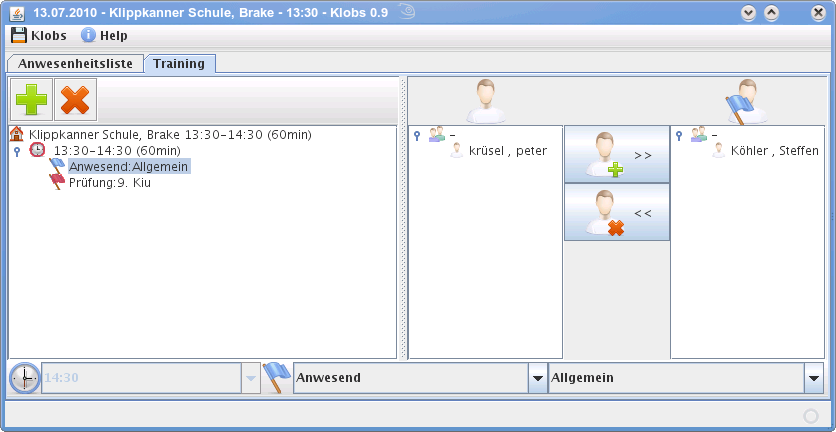 13.07.2010 - Klippkanner Schule, Brake - 13:30 - Klobs 0.9
Klobs Help
Anwesenheitsliste Training
Klippkanner Schule, Brake 13:30-14:30 (60min)
13:30-14:30 (60min)
Anwesend:Allgemein
Prüfung:9. Kiu
-
krüsel , peter
>>
<<
-
Köhler , Steffen
14:30 Anwesend Allgemein